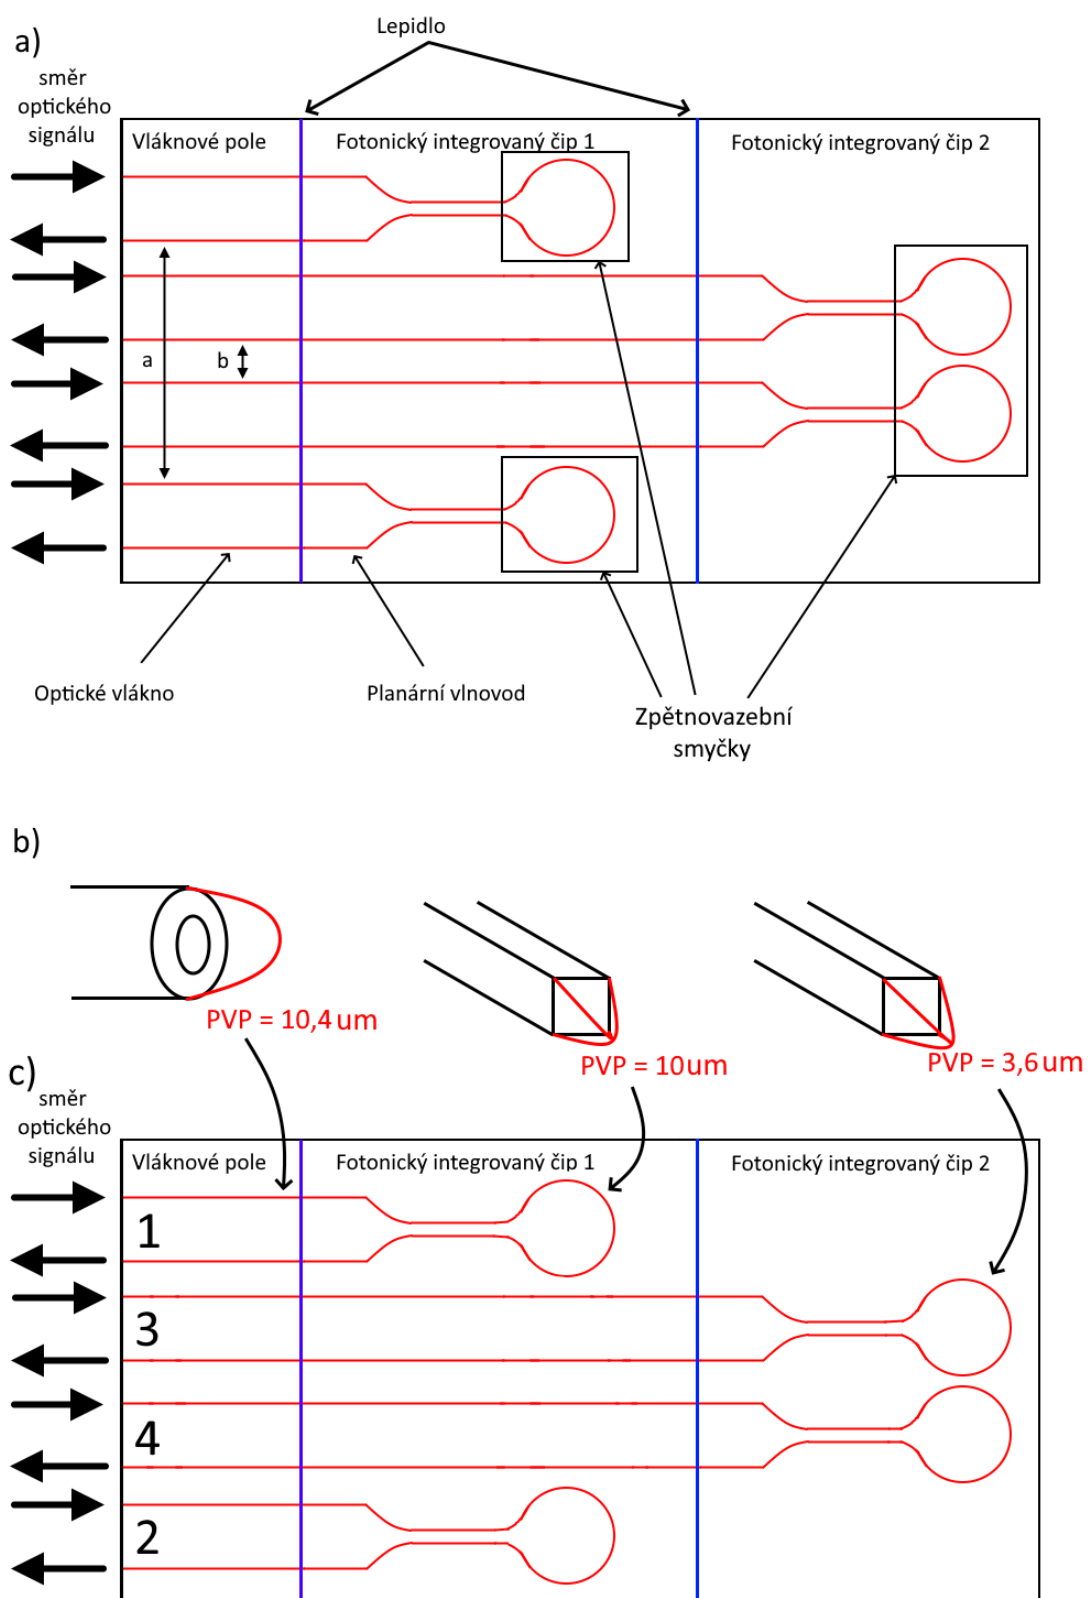 a)
Lepidlo
směr
optického
signálu
Vláknové pole
Fotonický integrovaný čip 1
Fotonický integrovaný čip 2
a
b
Optické vlákno
Planární vlnovod
Zpětnovazební
smyčky
b)
PVP = 10,4 um
PVP = 10 um
PVP = 3,6 um
c)
směr
optického
signálu
Vláknové pole
Fotonický integrovaný čip 1
Fotonický integrovaný čip 2
1
3
4
2